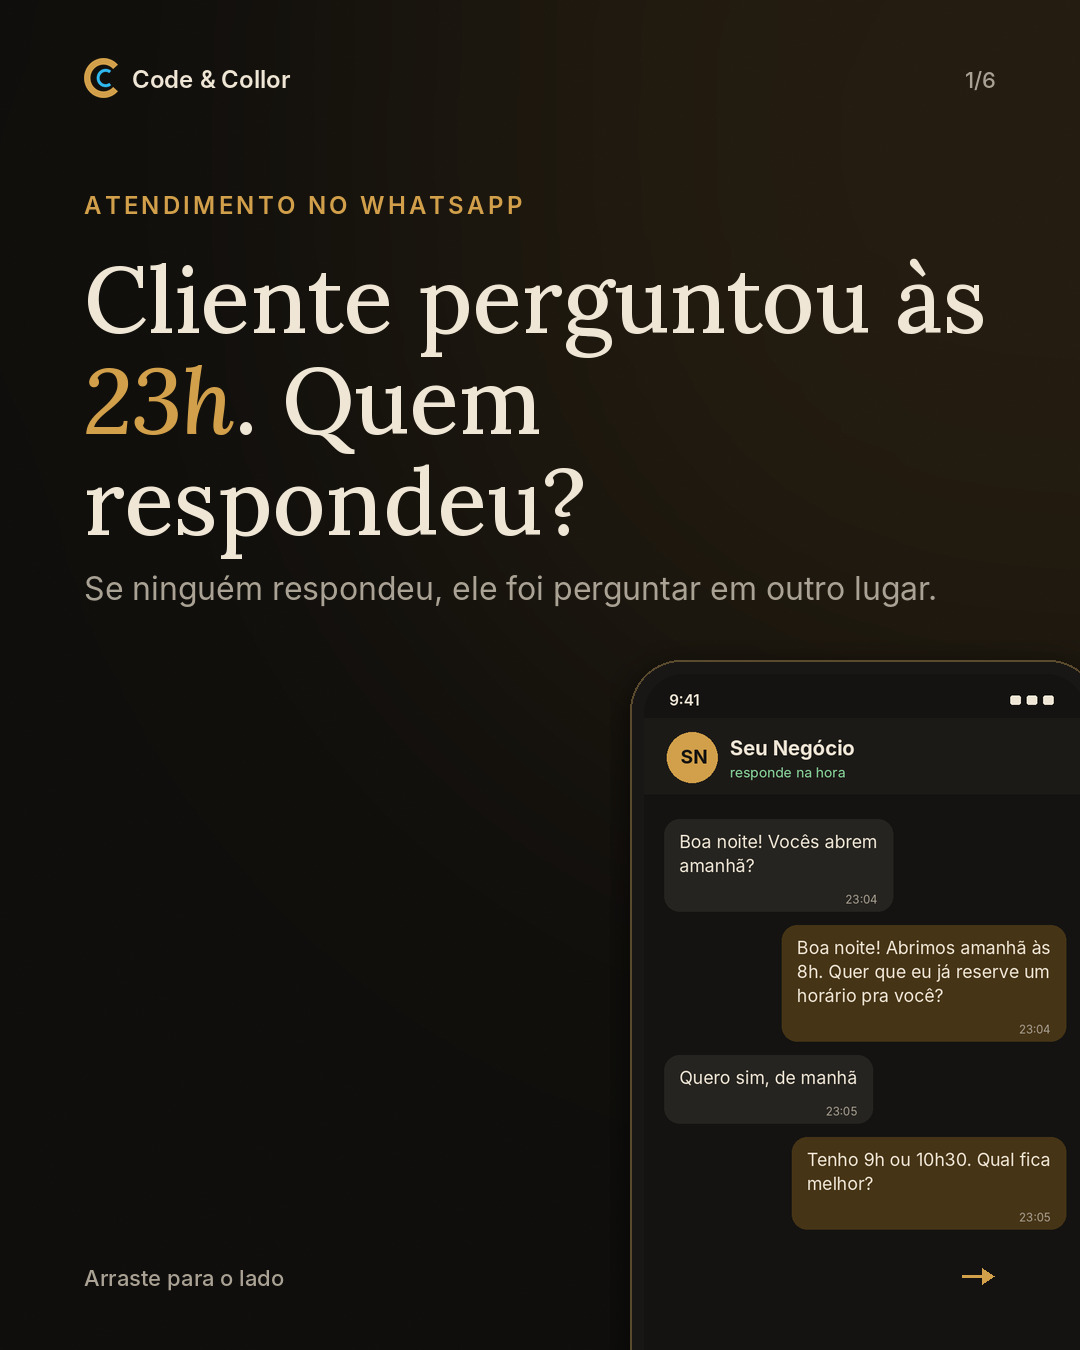 Code & Collor
1/6
ATENDIMENTO NO WHATSAPP
Cliente perguntou às
23h. Quem
respondeu?
Se ninguém respondeu, ele foi perguntar em outro lugar.
9:41
SN
Seu Negócio
responde na hora
Boa noite! Vocês abrem
amanhã?
23:04
Boa noite! Abrimos amanhã às
8h. Quer que eu já reserve um
horário pra você?
23:04
Quero sim, de manhã
23:05
Tenho 9h ou 10h30. Qual fica
melhor?
23:05
Arraste para o lado